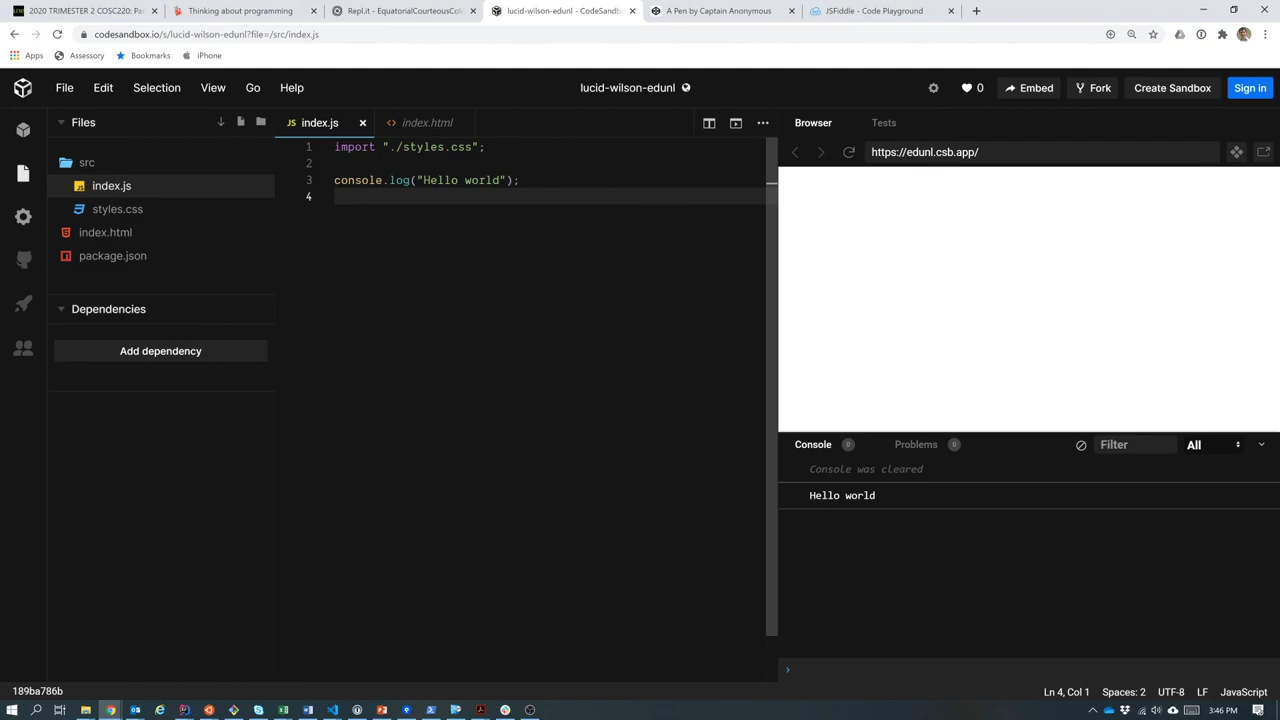 2020 TRIMESTER 2 COSC220: Pa
Thinking about programming
Repl.it - EquatorialCourteousCol
lucid-wilson-edunl - CodeSandbo
A Pen by Captain Anonymous
JSFiddle - Code Playground
codesandbox.io/s/lucid-wilson-edunl?file=/src/index.js
Apps
Assessory
Bookmarks
iPhone
File
Edit
Selection
View
Go
Help
lucid-wilson-edunl
0
Embed
Fork
Create Sandbox
Sign in
Files
JS index.js
<> index.html
Browser
Tests
src
https://edunl.csb.app/
JS index.js
styles.css
index.html
package.json
1 import "./styles.css";
2
3 console.log("Hello world");
4
Dependencies
Add dependency
Console 0
Problems 0
Filter
All
Console was cleared
Hello world
189ba786b
Ln 4, Col 1
Spaces: 2
UTF-8
LF
JavaScript
3:46 PM